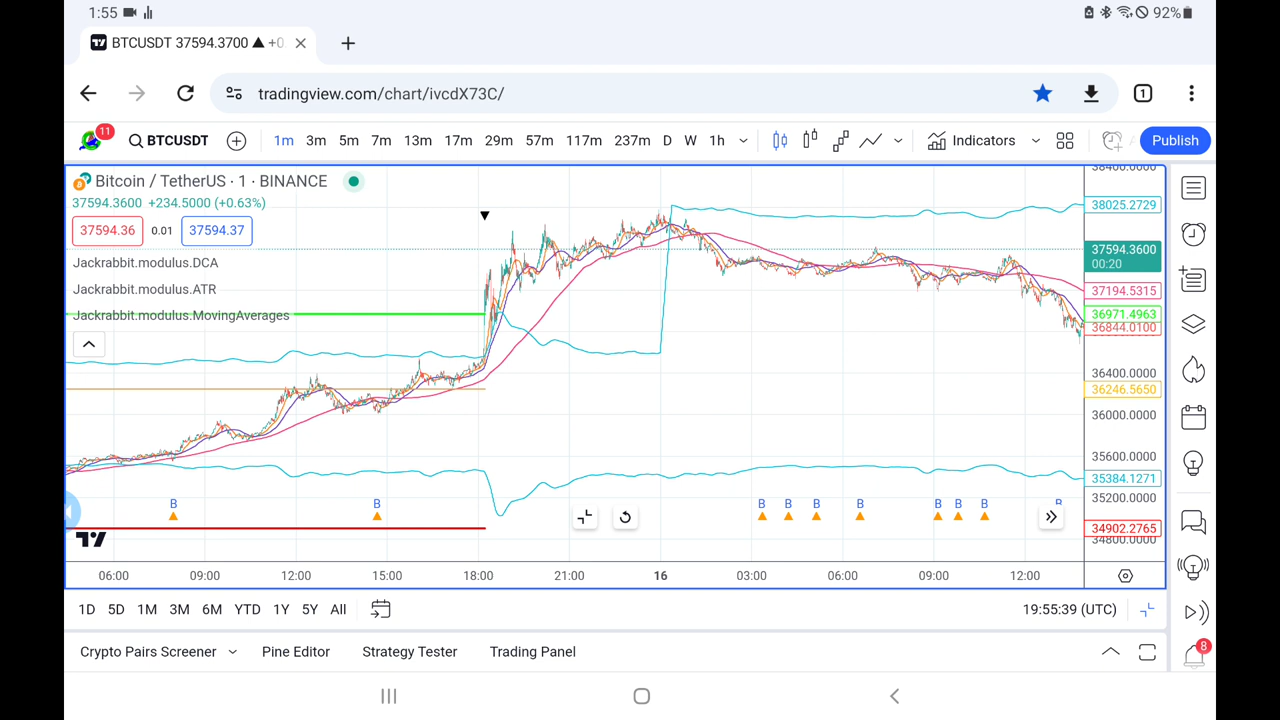 1:55
92%
BTCUSDT 37594.3700 ▲ +0
tradingview.com/chart/ivcdX73C/
1
11
BTCUSDT 1m 3m 5m 7m 13m 17m 29m 57m 117m 237m D W 1h Indicators Publish
Bitcoin / TetherUS · 1 · BINANCE
37594.3600 +234.5000 (+0.63%)
37594.36 0.01 37594.37
Jackrabbit.modulus.DCA
Jackrabbit.modulus.ATR
Jackrabbit.modulus.MovingAverages
38400.0000
38025.2729
37594.3600
00:20
37194.5315
36971.4963
36844.0100
36400.0000
36246.5650
36000.0000
35600.0000
35384.1271
35200.0000
34902.2765
34800.0000
B B B B B B B B B B
06:00 09:00 12:00 15:00 18:00 21:00 16 03:00 06:00 09:00 12:00
1D 5D 1M 3M 6M YTD 1Y 5Y All 19:55:39 (UTC)
Crypto Pairs Screener Pine Editor Strategy Tester Trading Panel
8